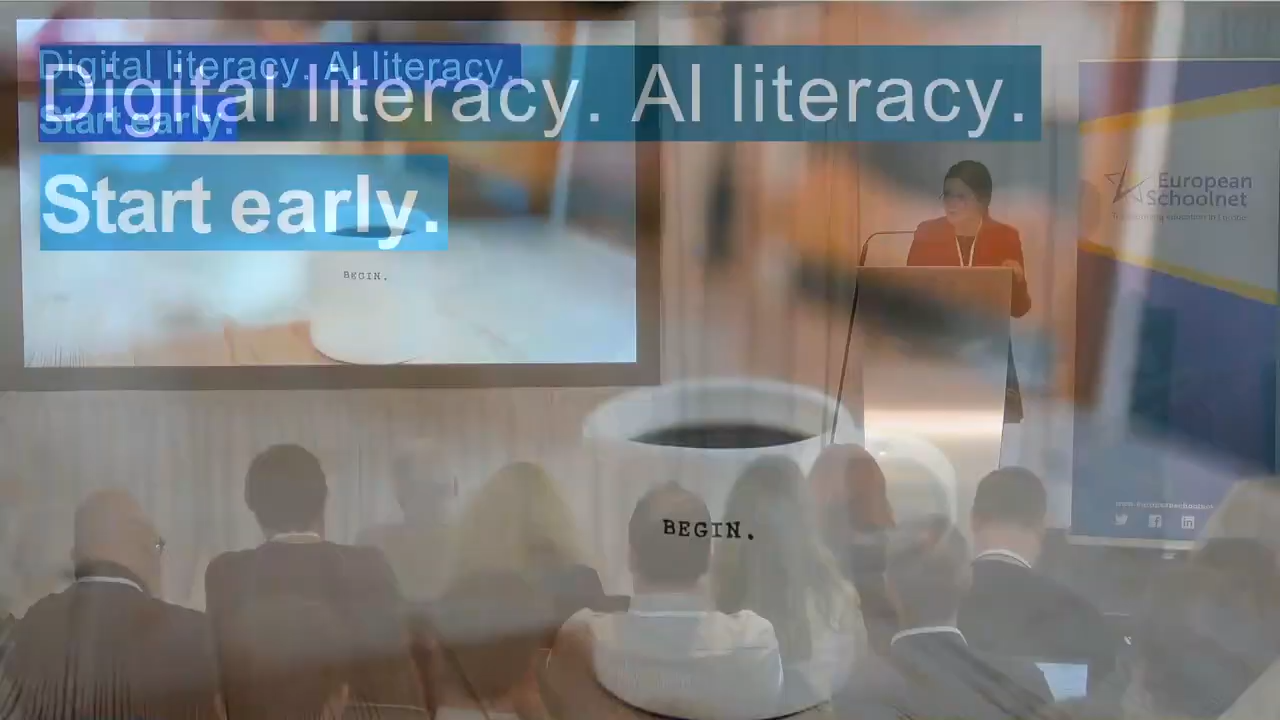 Digital literacy. AI literacy.
Start early.
Digital literacy. AI literacy.
Start early.
BEGIN.
European
Schoolnet
BEGIN.